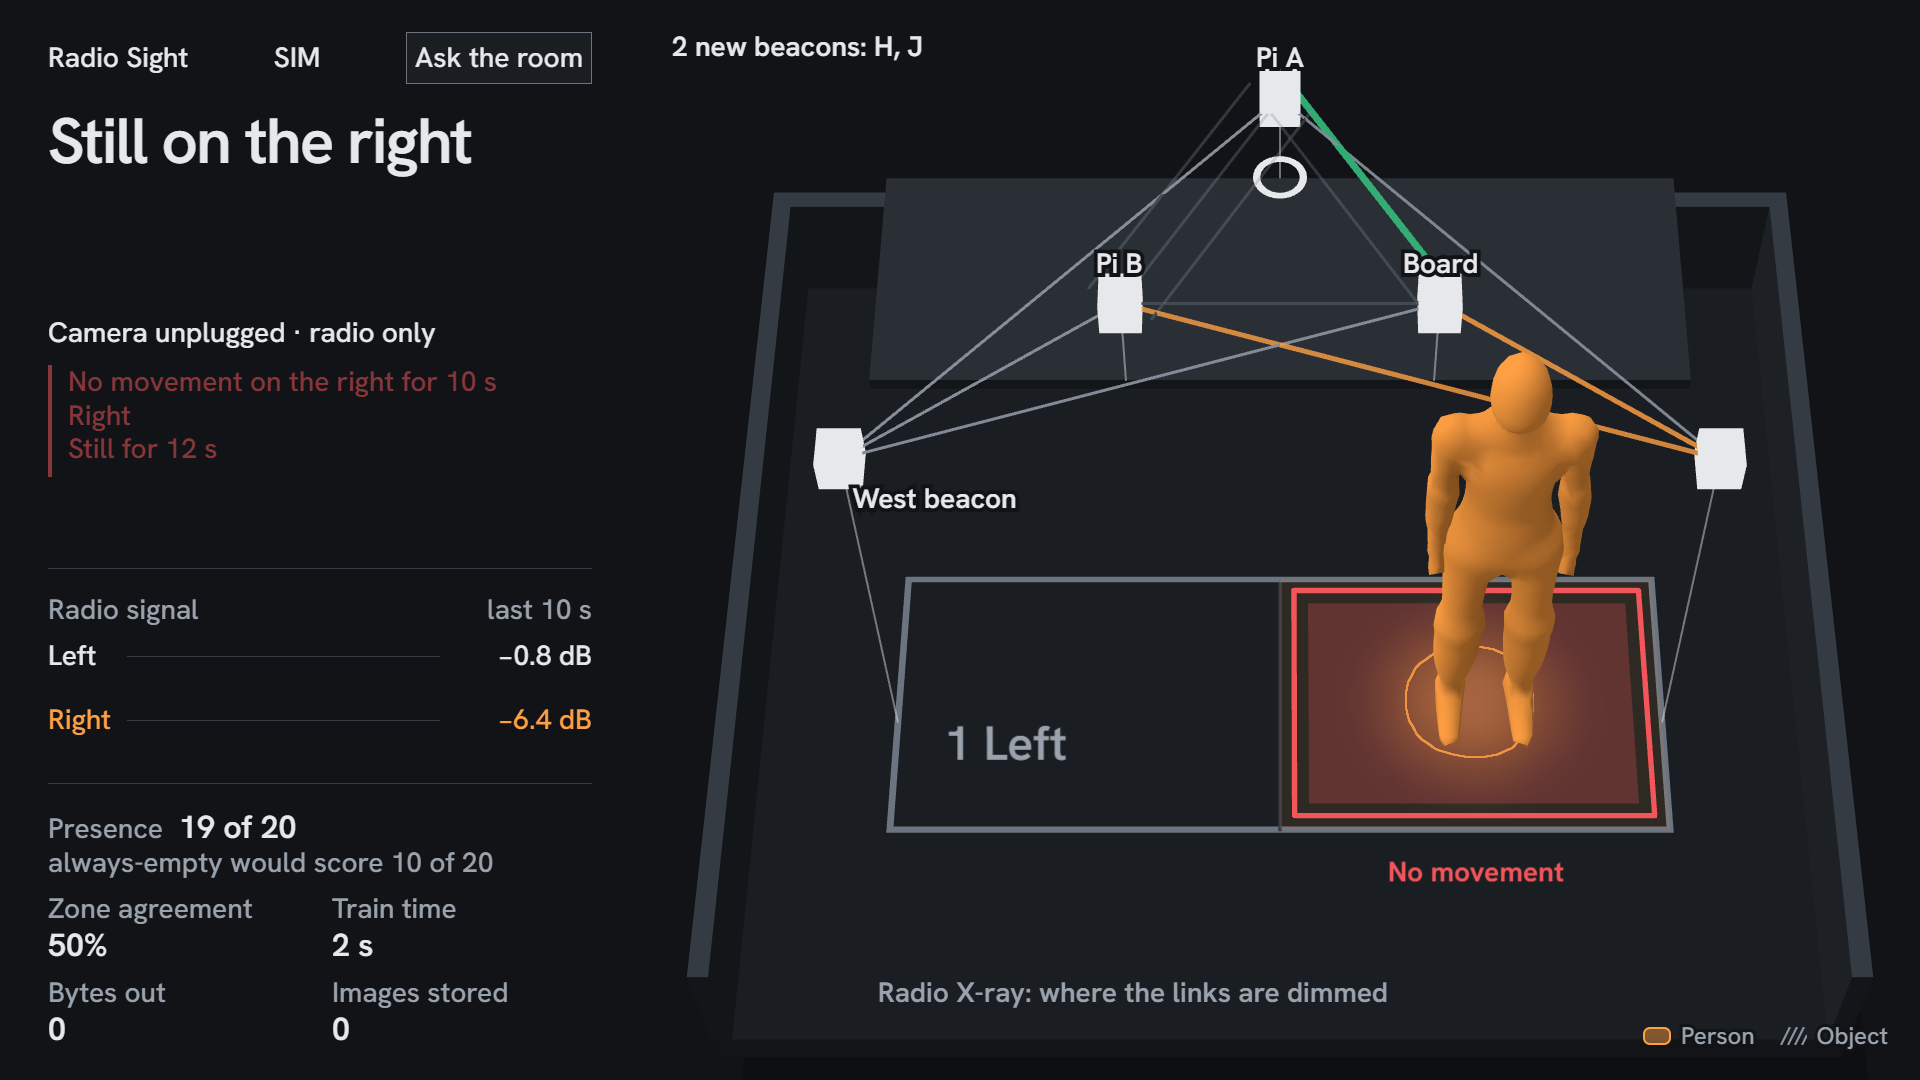 Radio Sight
SIM
Ask the room
Still on the right
Camera unplugged · radio only
No movement on the right for 10 s
Right
Still for 12 s
Radio signal
last 10 s
Left
−0.8 dB
Right
−6.4 dB
Presence 19 of 20
always-empty would score 10 of 20
Zone agreement
50%
Train time
2 s
Bytes out
0
Images stored
0
2 new beacons: H, J
Pi A
Pi B
Board
West beacon
1 Left
No movement
Radio X-ray: where the links are dimmed
Person
Object